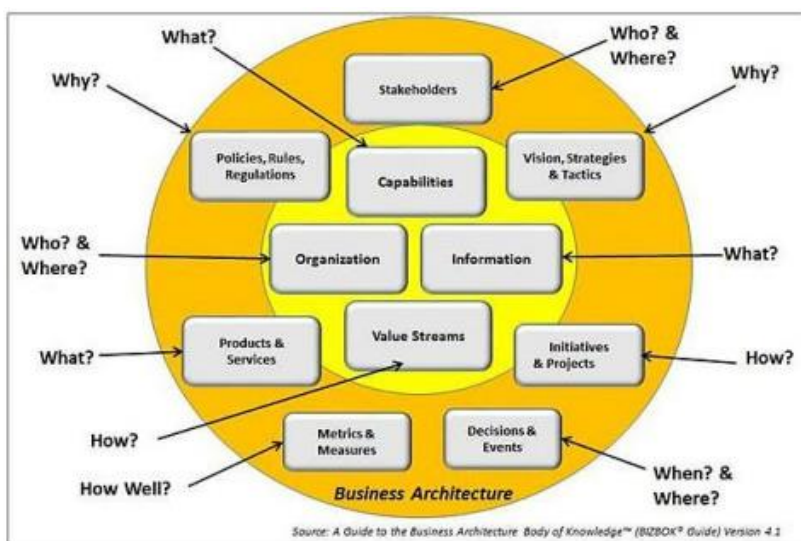 What?
Who? &
Where?
Why?
Stakeholders
Why?
Policies, Rules,
Regulations
Capabilities
Vision, Strategies
& Tactics
Who? &
Where?
Organization
Information
What?
What?
Products &
Services
Value Streams
Initiatives
& Projects
How?
How?
Metrics &
Measures
Decisions &
Events
How Well?
When? &
Where?
Business Architecture
Source: A Guide to the Business Architecture Body of Knowledge™ (BIZBOK® Guide) Version 4.1